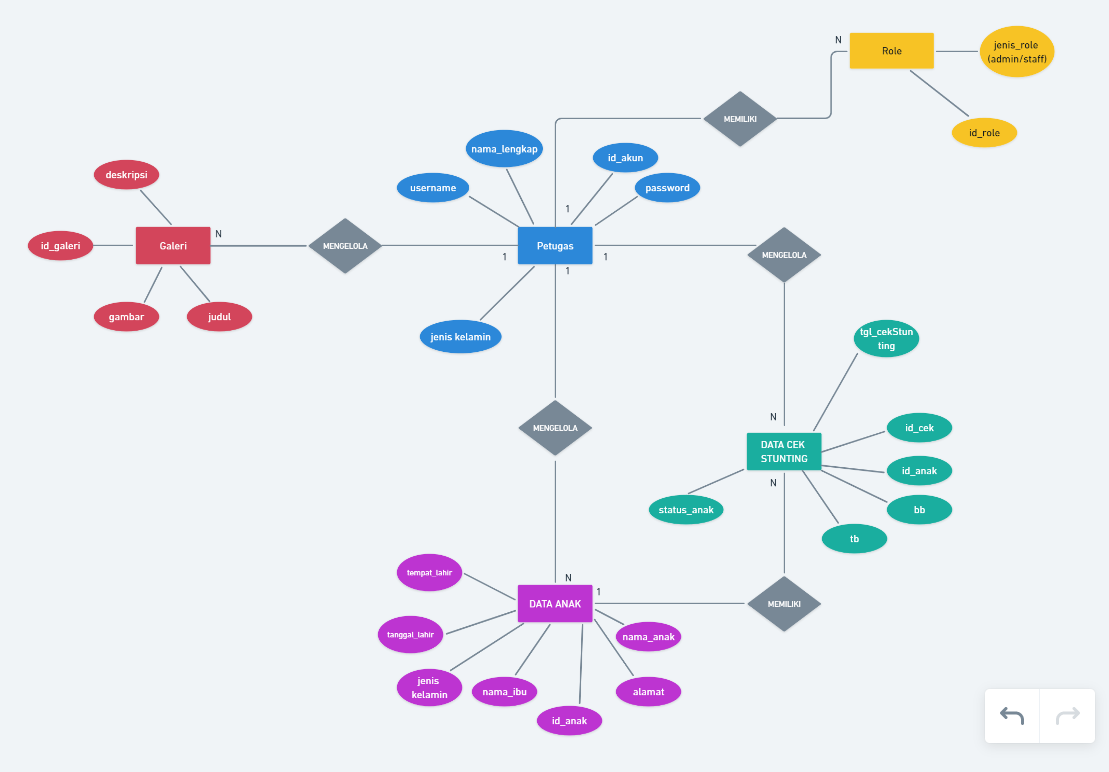 N
Role
jenis_role
(admin/staff)
MEMILIKI
id_role
nama_lengkap
id_akun
username
password
deskripsi
1
id_galeri
Galeri
N
MENGELOLA
1
Petugas
1
1
MENGELOLA
gambar
judul
jenis kelamin
tgl_cekStun
ting
MENGELOLA
N
DATA CEK
STUNTING
id_cek
id_anak
N
status_anak
bb
tb
tempat_lahir
N
1
DATA ANAK
MEMILIKI
tanggal_lahir
nama_anak
jenis
kelamin
nama_ibu
alamat
id_anak